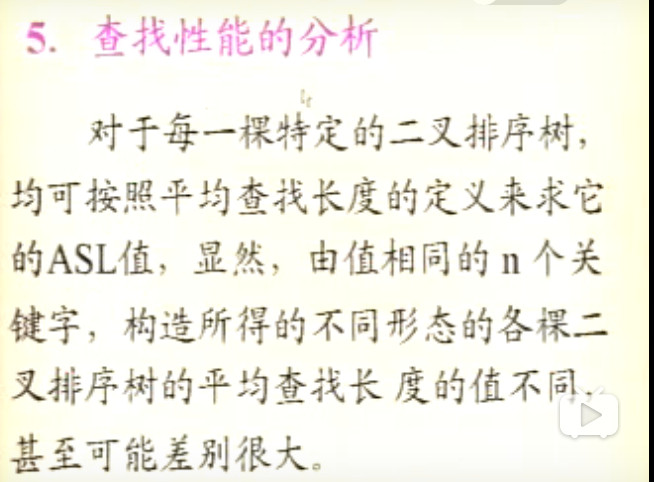 5. 查找性能的分析
对于每一棵特定的二叉排序树，
均可按照平均查找长度的定义来求它
的ASL值，显然，由值相同的 n 个关
键字，构造所得的不同形态的各棵二
叉排序树的平均查找长 度的值不同，
甚至可能差别很大。